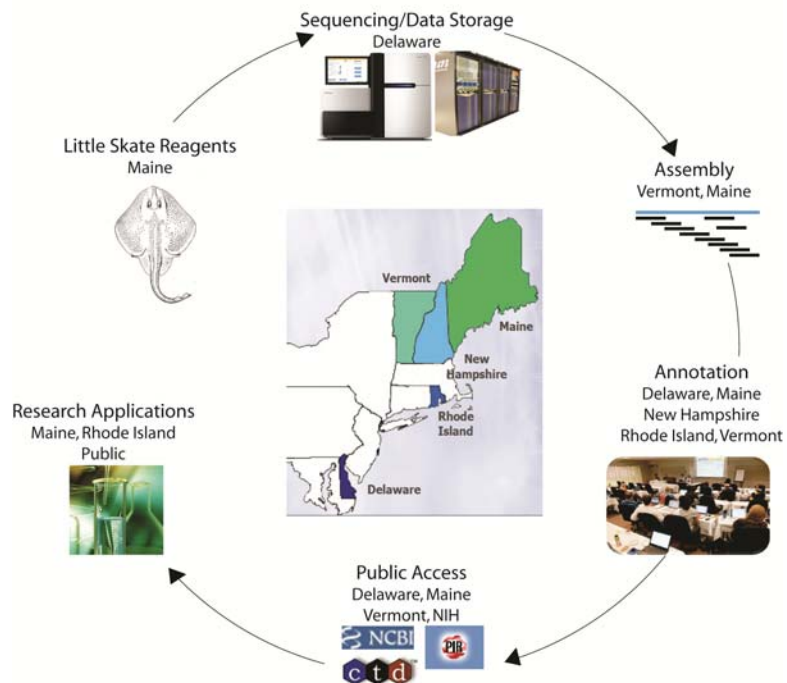 Sequencing/Data Storage
Delaware
Little Skate Reagents
Maine
Assembly
Vermont, Maine
Vermont
Maine
New
Hampshire
Rhode
Island
Delaware
Annotation
Delaware, Maine
New Hampshire
Rhode Island, Vermont
Research Applications
Maine, Rhode Island
Public
Public Access
Delaware, Maine
Vermont, NIH
NCBI
PIR
ctd